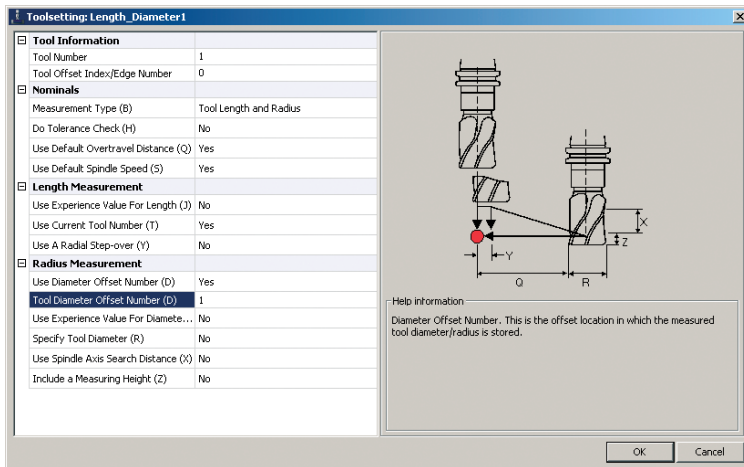 Toolsetting: Length_Diameter1
Tool Information
Tool Number 1
Tool Offset Index/Edge Number 0
Nominals
Measurement Type (B) Tool Length and Radius
Do Tolerance Check (H) No
Use Default Overtravel Distance (Q) Yes
Use Default Spindle Speed (S) Yes
Length Measurement
Use Experience Value For Length (J) No
Use Current Tool Number (T) Yes
Use A Radial Step-over (Y) No
Radius Measurement
Use Diameter Offset Number (D) Yes
Tool Diameter Offset Number (D) 1
Use Experience Value For Diamete... No
Specify Tool Diameter (R) No
Use Spindle Axis Search Distance (X) No
Include a Measuring Height (Z) No
X
Z
Y
Q
R
Help information
Diameter Offset Number. This is the offset location in which the measured
tool diameter/radius is stored.
OK
Cancel